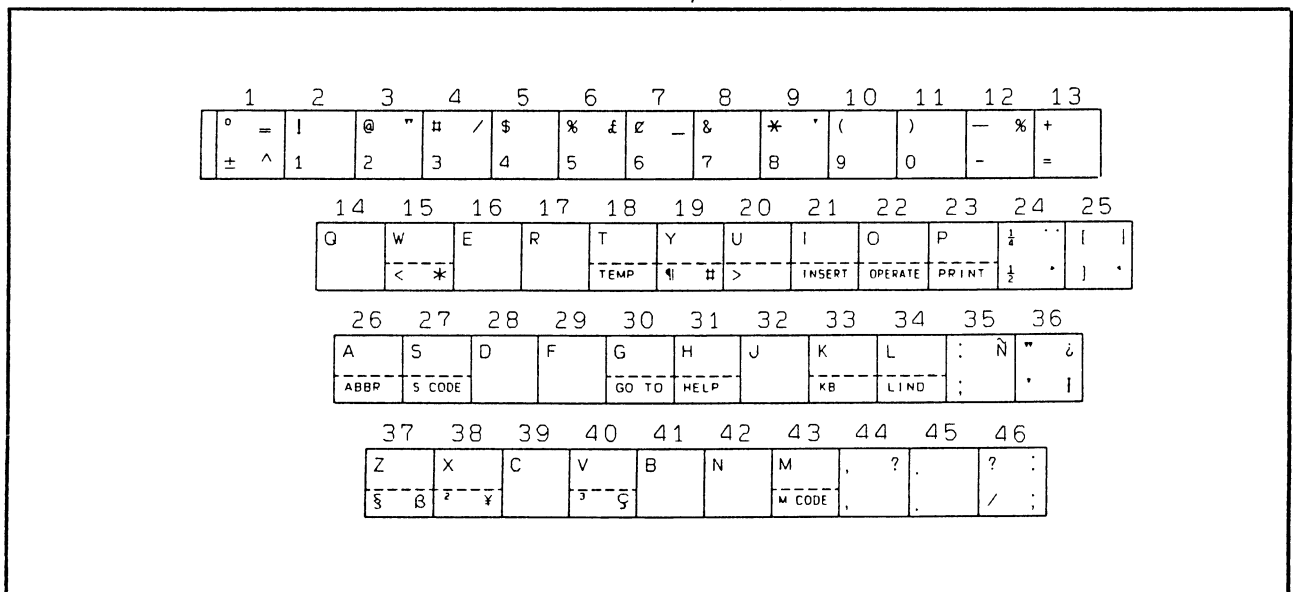 1 2 3 4 5 6 7 8 9 10 11 12 13
° = ! @ " # / $ % £ ¢ _ & * ' ( ) — % +
± ^ 1 2 3 4 5 6 7 8 9 0 - =
14 15 16 17 18 19 20 21 22 23 24 25
Q W E R T Y U I O P ¼ ¨ [ |
< * TEMP ¶ # > INSERT OPERATE PRINT ½ ]
26 27 28 29 30 31 32 33 34 35 36
A S D F G H J K L : Ñ " ¿
ABBR S CODE GO TO HELP KB LIND ; '
37 38 39 40 41 42 43 44 45 46
Z X C V B N M , ? . ? :
§ ß ² ¥ ³ Ç M CODE , . / ;